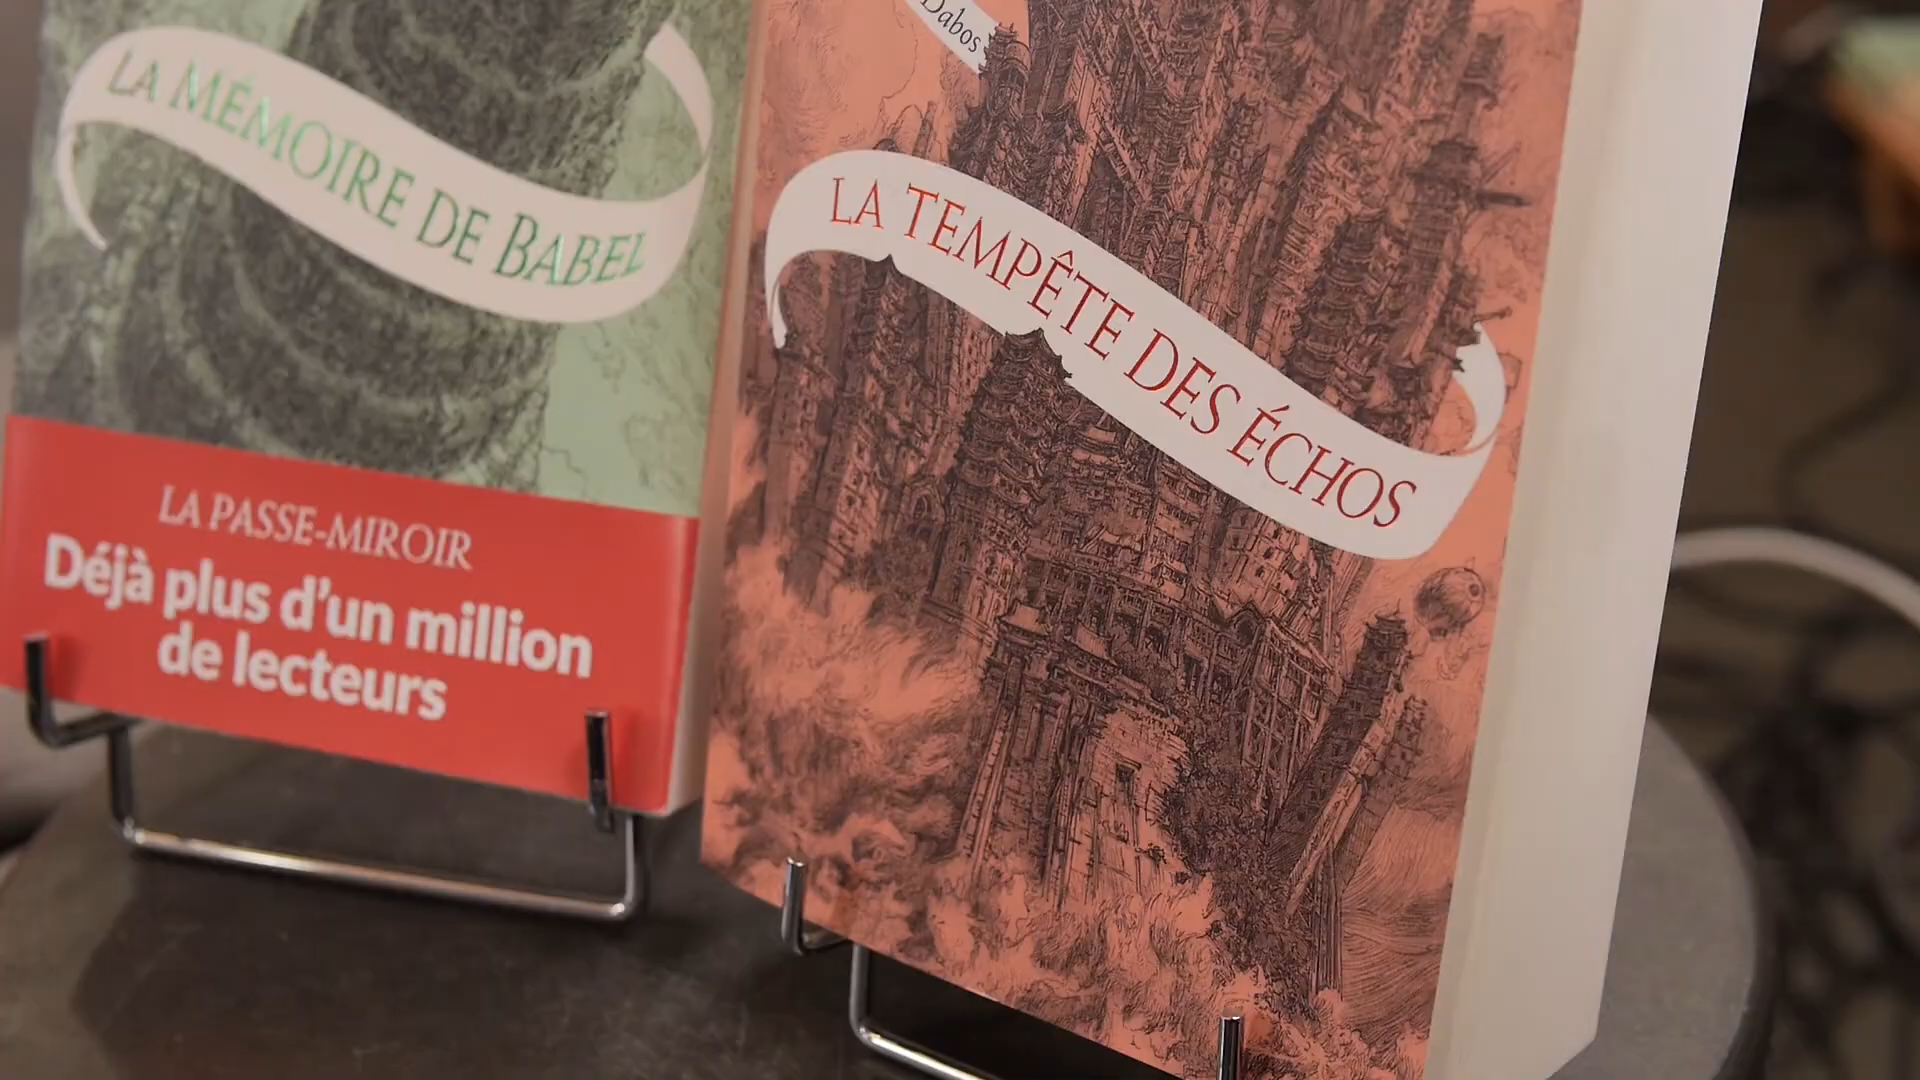 LA MÉMOIRE DE BABEL
LA PASSE-MIROIR
Déjà plus d'un million
de lecteurs
Dabos
LA TEMPÊTE DES ÉCHOS